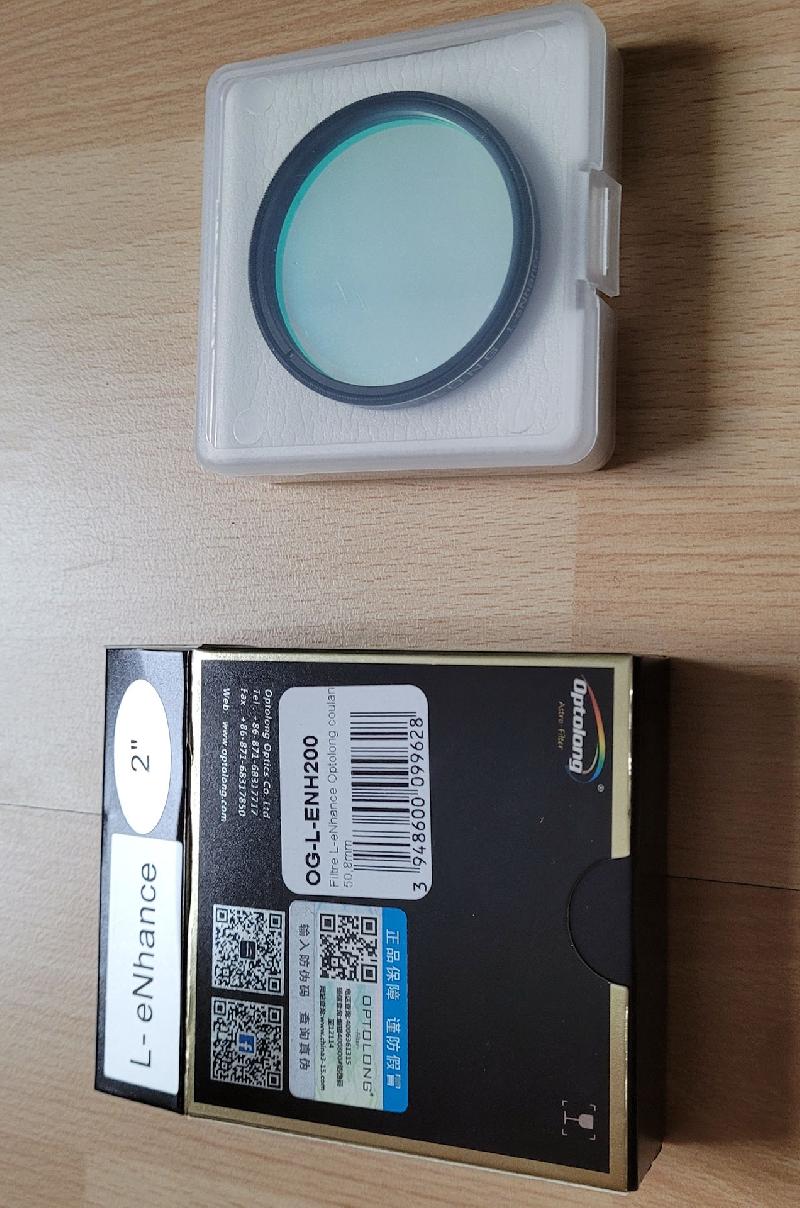 L-eNhance
2"
Optolong Optics Co. Ltd
Tel: +86-871-68317717
Fax: +86-871-68317850
Web: www.optolong.com
OG-L-ENH200
Filtre L-eNhance Optolong coulan
50,8mm
3 948600 099628
Optolong®
Astro Filter
正品保障 谨防假冒
OPTOLONG®
输入防伪码 查询真伪